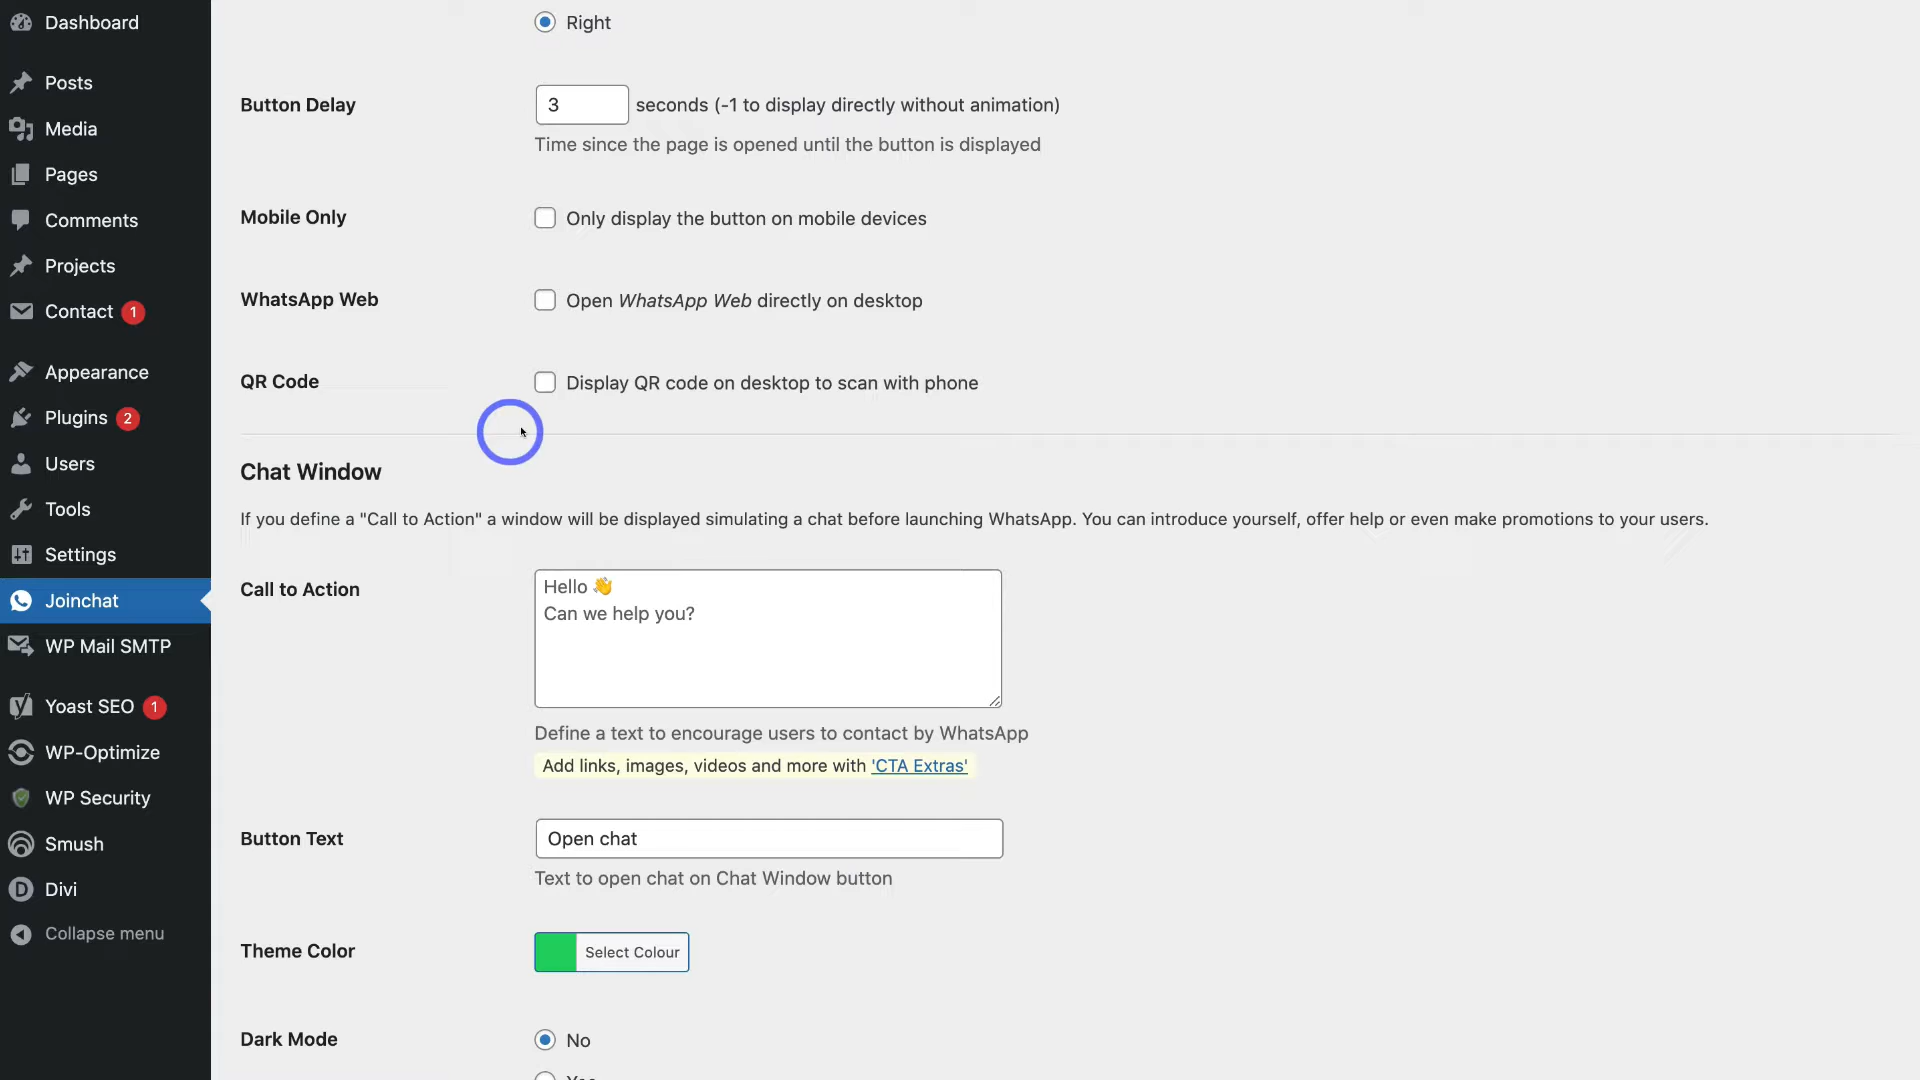 Dashboard
Posts
Media
Pages
Comments
Projects
Contact 1
Appearance
Plugins 2
Users
Tools
Settings
Joinchat
WP Mail SMTP
Yoast SEO 1
WP-Optimize
WP Security
Smush
Divi
Collapse menu
Right
Button Delay
3 seconds (-1 to display directly without animation)
Time since the page is opened until the button is displayed
Mobile Only
Only display the button on mobile devices
WhatsApp Web
Open WhatsApp Web directly on desktop
QR Code
Display QR code on desktop to scan with phone
Chat Window
If you define a "Call to Action" a window will be displayed simulating a chat before launching WhatsApp. You can introduce yourself, offer help or even make promotions to your users.
Call to Action
Hello 👋
Can we help you?
Define a text to encourage users to contact by WhatsApp
Add links, images, videos and more with 'CTA Extras'
Button Text
Open chat
Text to open chat on Chat Window button
Theme Color
Select Colour
Dark Mode
No